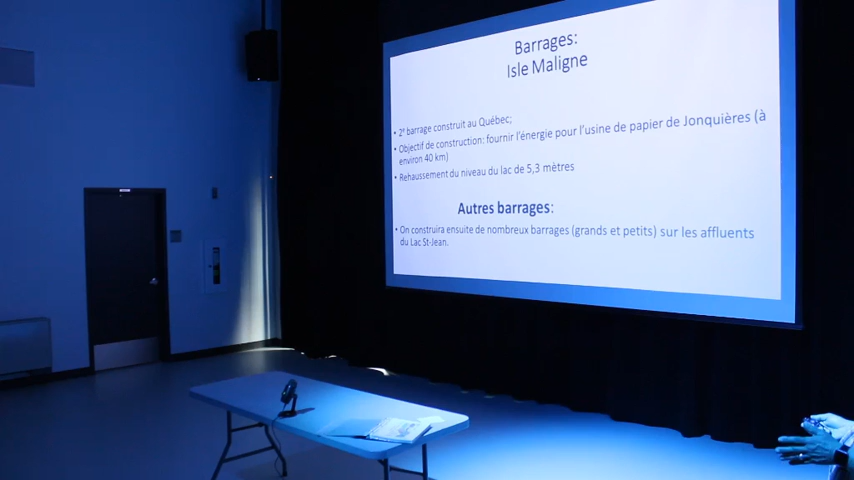 Barrages:
Isle Maligne
• 2e barrage construit au Québec;
• Objectif de construction: fournir l'énergie pour l'usine de papier de Jonquières (à
environ 40 km)
• Rehaussement du niveau du lac de 5,3 mètres
Autres barrages:
• On construira ensuite de nombreux barrages (grands et petits) sur les affluents
du Lac St-Jean.